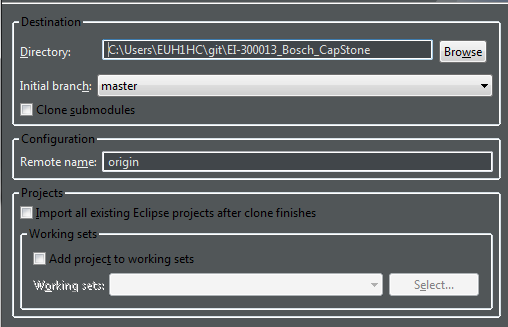 Destination
Directory: C:\Users\EUH1HC\git\EI-300013_Bosch_CapStone Browse
Initial branch: master
Clone submodules
Configuration
Remote name: origin
Projects
Import all existing Eclipse projects after clone finishes
Working sets
Add project to working sets
Working sets: Select...